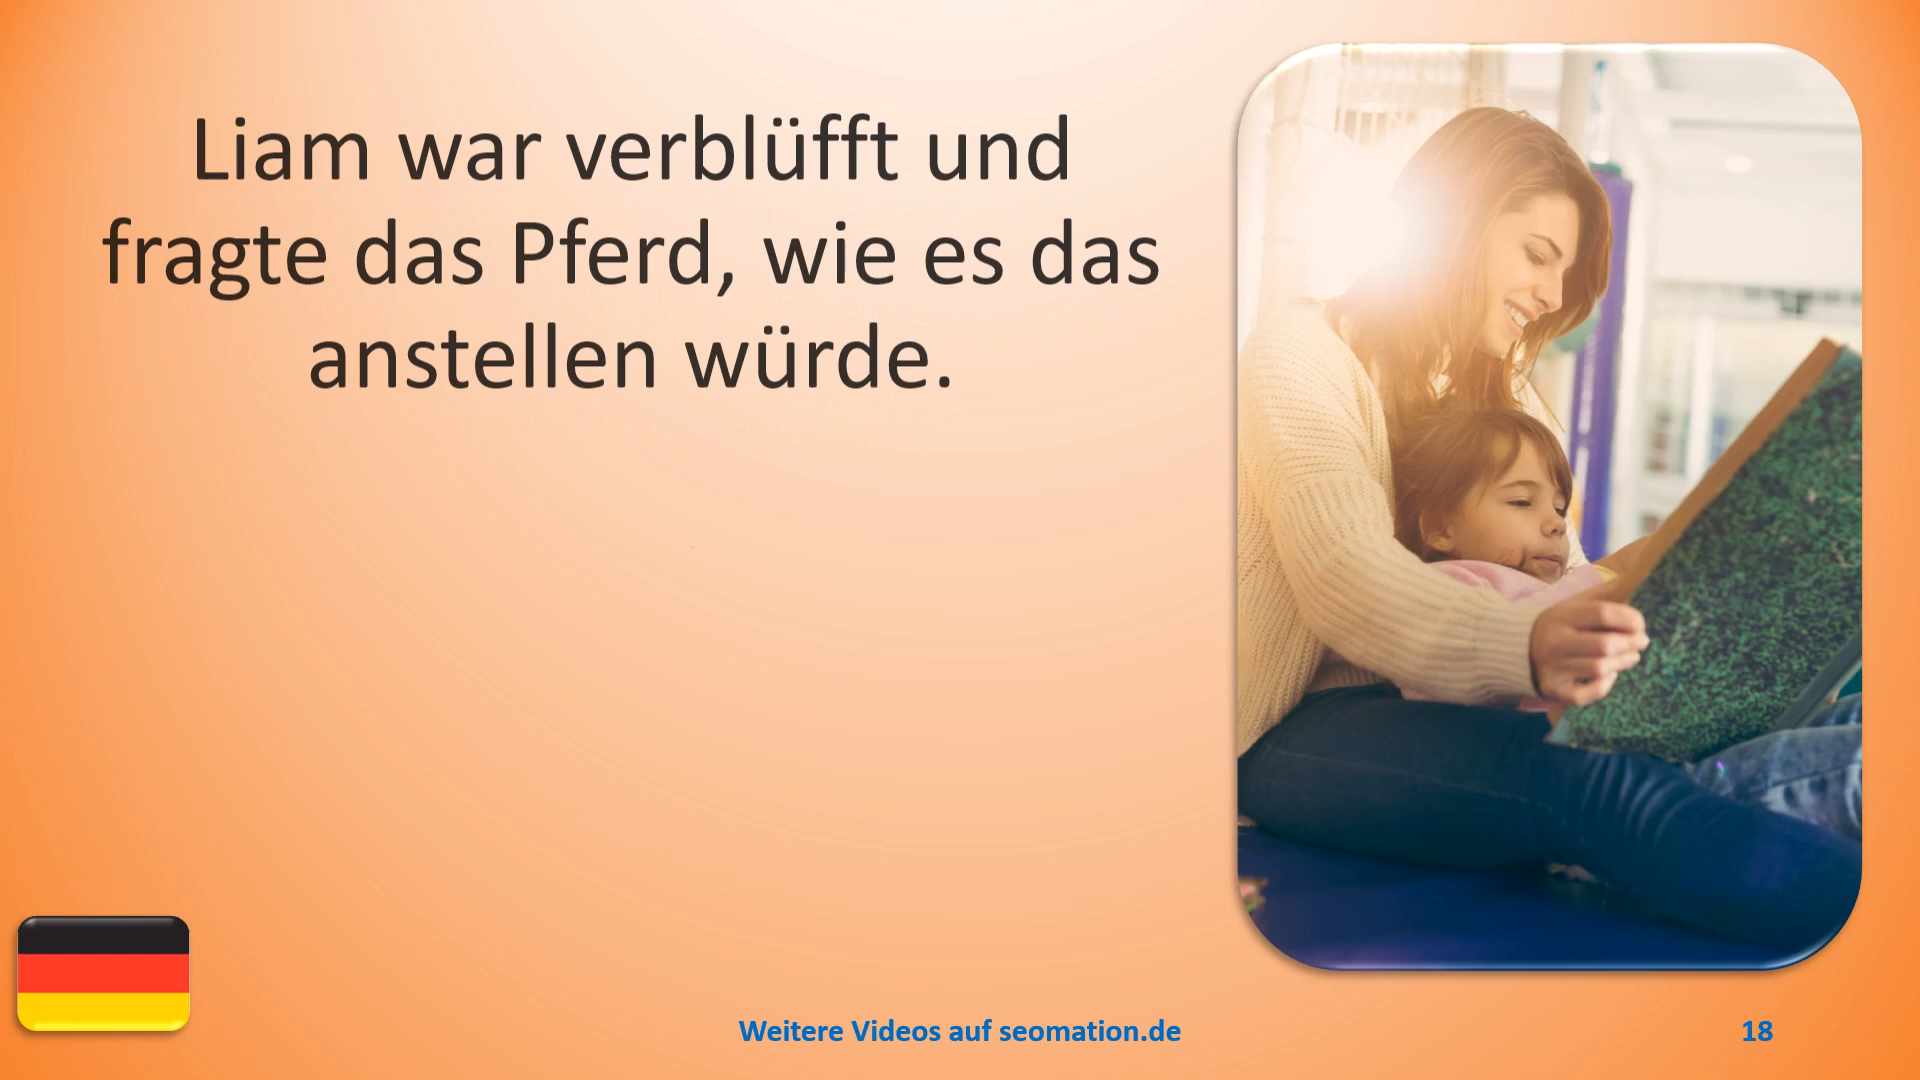 Liam war verblüfft und
fragte das Pferd, wie es das
anstellen würde.
Weitere Videos auf seomation.de
18